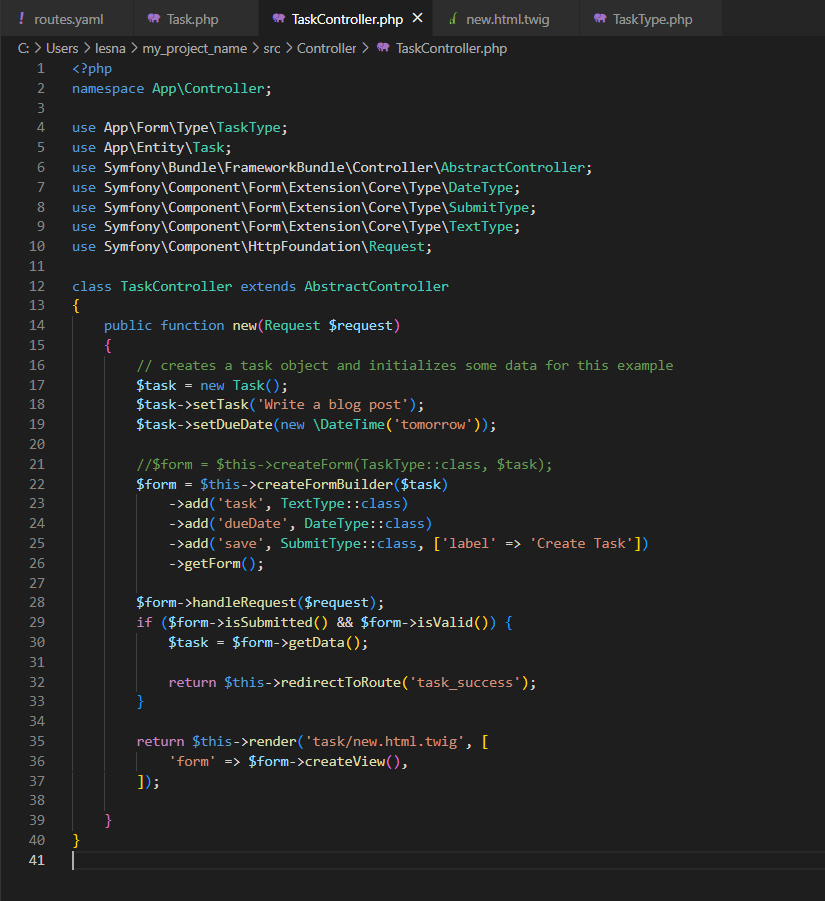 ! routes.yaml Task.php TaskController.php × new.html.twig TaskType.php
C: > Users > lesna > my_project_name > src > Controller > TaskController.php
1 <?php
2 namespace App\Controller;
3
4 use App\Form\Type\TaskType;
5 use App\Entity\Task;
6 use Symfony\Bundle\FrameworkBundle\Controller\AbstractController;
7 use Symfony\Component\Form\Extension\Core\Type\DateType;
8 use Symfony\Component\Form\Extension\Core\Type\SubmitType;
9 use Symfony\Component\Form\Extension\Core\Type\TextType;
10 use Symfony\Component\HttpFoundation\Request;
11
12 class TaskController extends AbstractController
13 {
14     public function new(Request $request)
15     {
16         // creates a task object and initializes some data for this example
17         $task = new Task();
18         $task->setTask('Write a blog post');
19         $task->setDueDate(new \DateTime('tomorrow'));
20
21         //$form = $this->createForm(TaskType::class, $task);
22         $form = $this->createFormBuilder($task)
23             ->add('task', TextType::class)
24             ->add('dueDate', DateType::class)
25             ->add('save', SubmitType::class, ['label' => 'Create Task'])
26             ->getForm();
27
28         $form->handleRequest($request);
29         if ($form->isSubmitted() && $form->isValid()) {
30             $task = $form->getData();
31
32             return $this->redirectToRoute('task_success');
33         }
34
35         return $this->render('task/new.html.twig', [
36             'form' => $form->createView(),
37         ]);
38
39     }
40 }
41